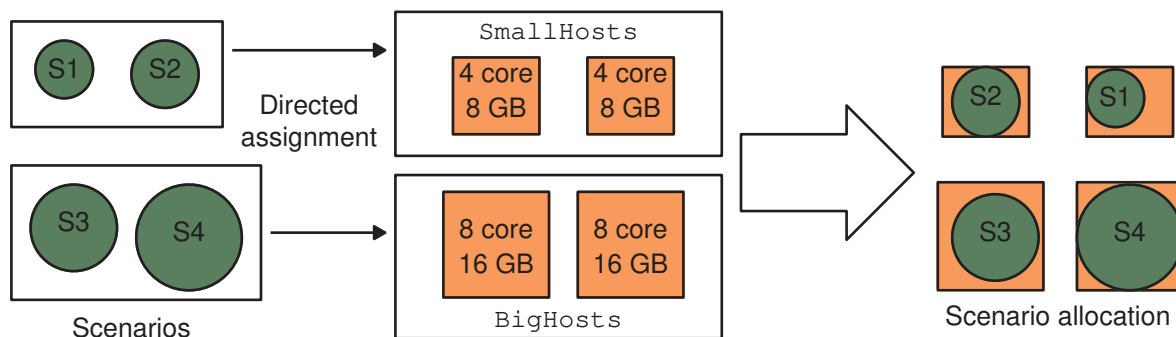 S1
S2
Directed
assignment
S3
S4
Scenarios
SmallHosts
4 core
8 GB
4 core
8 GB
8 core
16 GB
8 core
16 GB
BigHosts
S2
S1
S3
S4
Scenario allocation